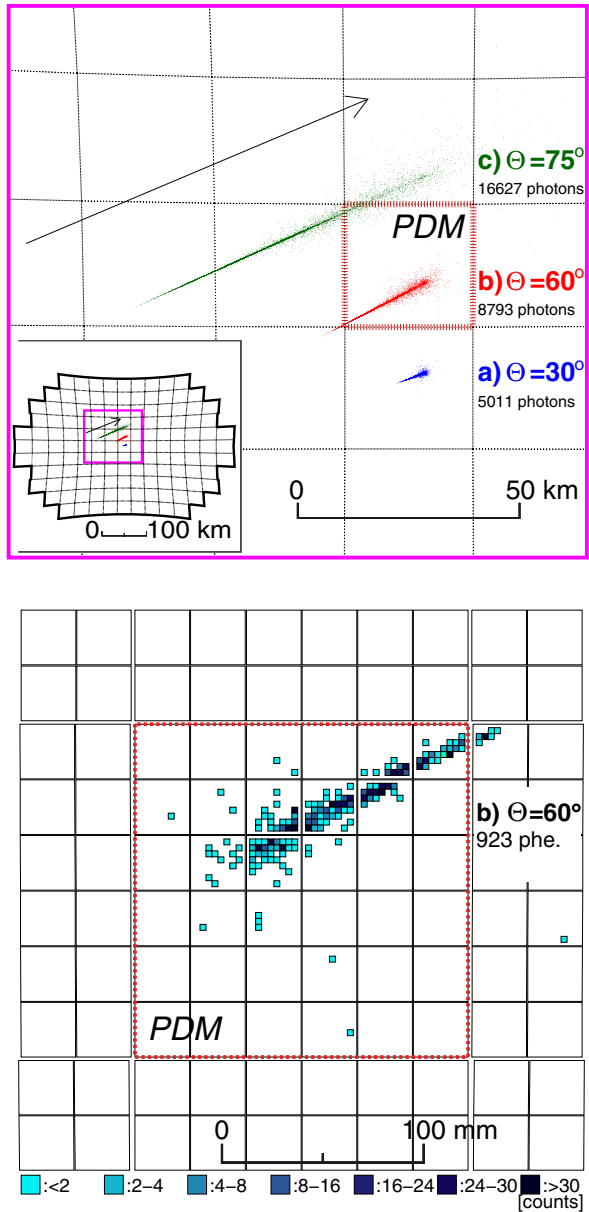 c) Θ=75°
16627 photons
PDM
b) Θ=60°
8793 photons
a) Θ=30°
5011 photons
0 50 km
0 100 km
b) Θ=60°
923 phe.
PDM
0 100 mm
:<2 :2−4 :4−8 :8−16 :16−24 :24−30 :>30
[counts]